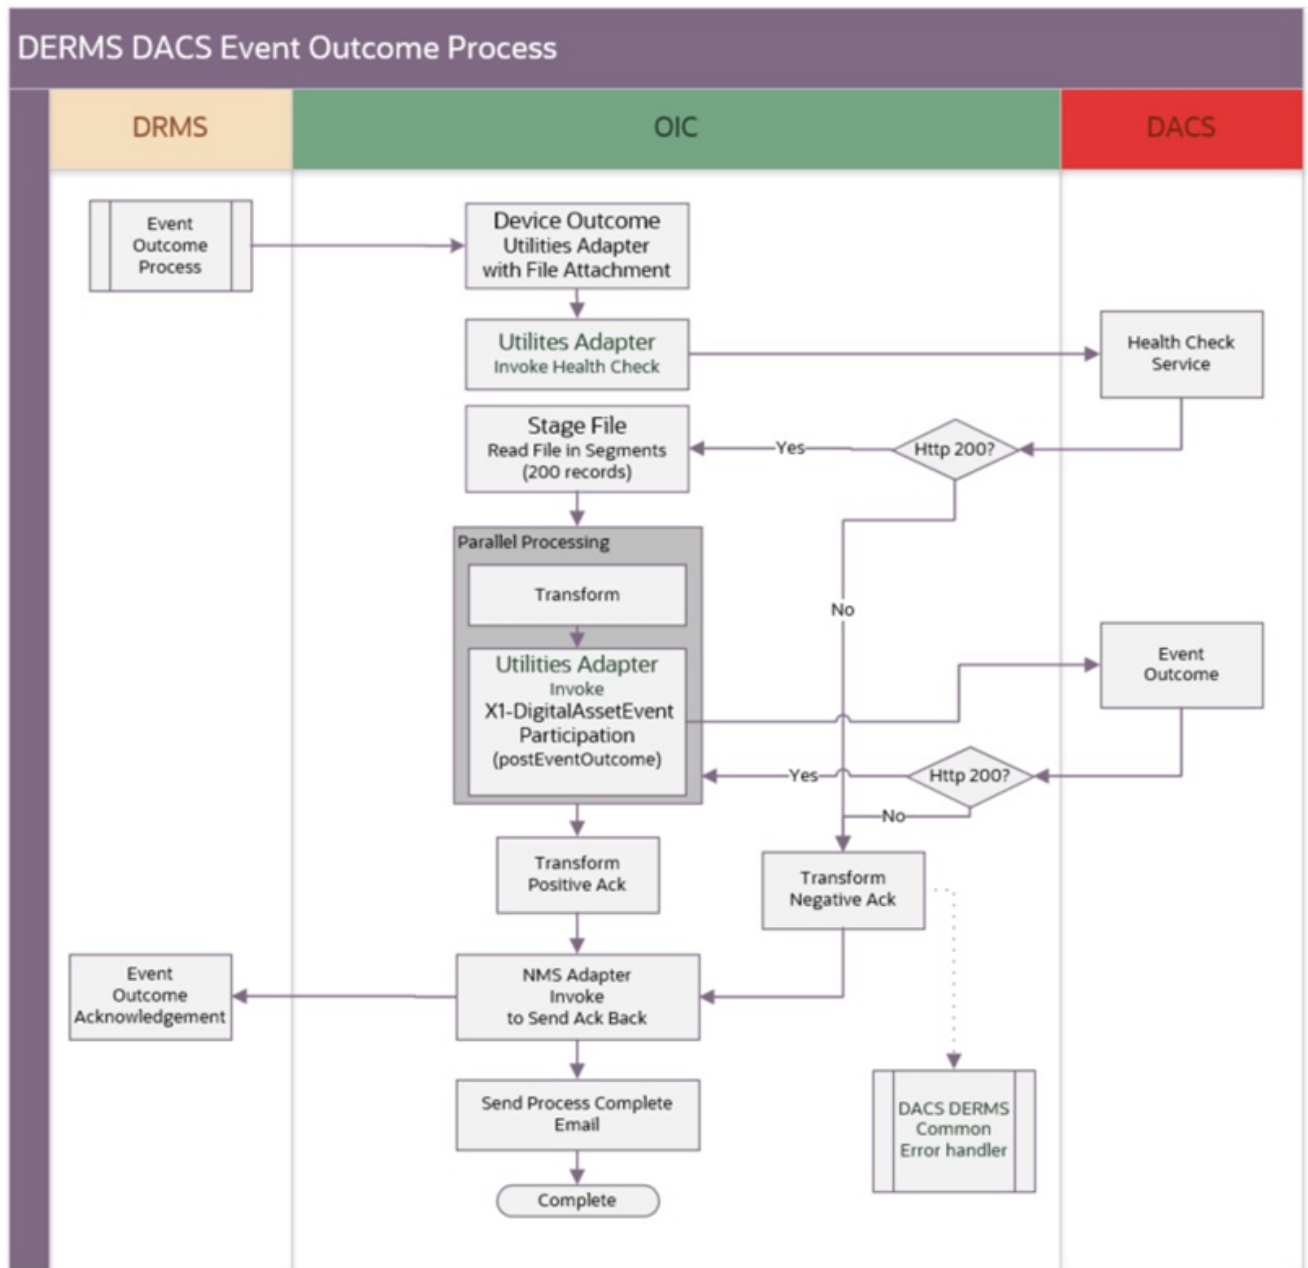 DERMS DACS Event Outcome Process
DRMS
OIC
DACS
Event
Outcome
Process
Device Outcome
Utilities Adapter
with File Attachment
Utilites Adapter
Invoke Health Check
Health Check
Service
Stage File
Read File in Segments
(200 records)
Yes
Http 200?
Parallel Processing
Transform
No
Utilities Adapter
Invoke
X1-DigitalAssetEvent
Participation
(postEventOutcome)
Event
Outcome
Yes
Http 200?
No
Transform
Positive Ack
Transform
Negative Ack
Event
Outcome
Acknowledgement
NMS Adapter
Invoke
to Send Ack Back
Send Process Complete
Email
DACS DERMS
Common
Error handler
Complete